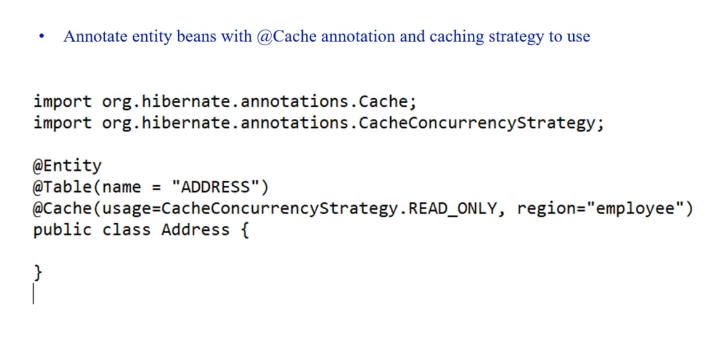 • Annotate entity beans with @Cache annotation and caching strategy to use
import org.hibernate.annotations.Cache;
import org.hibernate.annotations.CacheConcurrencyStrategy;
@Entity
@Table(name = "ADDRESS")
@Cache(usage=CacheConcurrencyStrategy.READ_ONLY, region="employee")
public class Address {
}